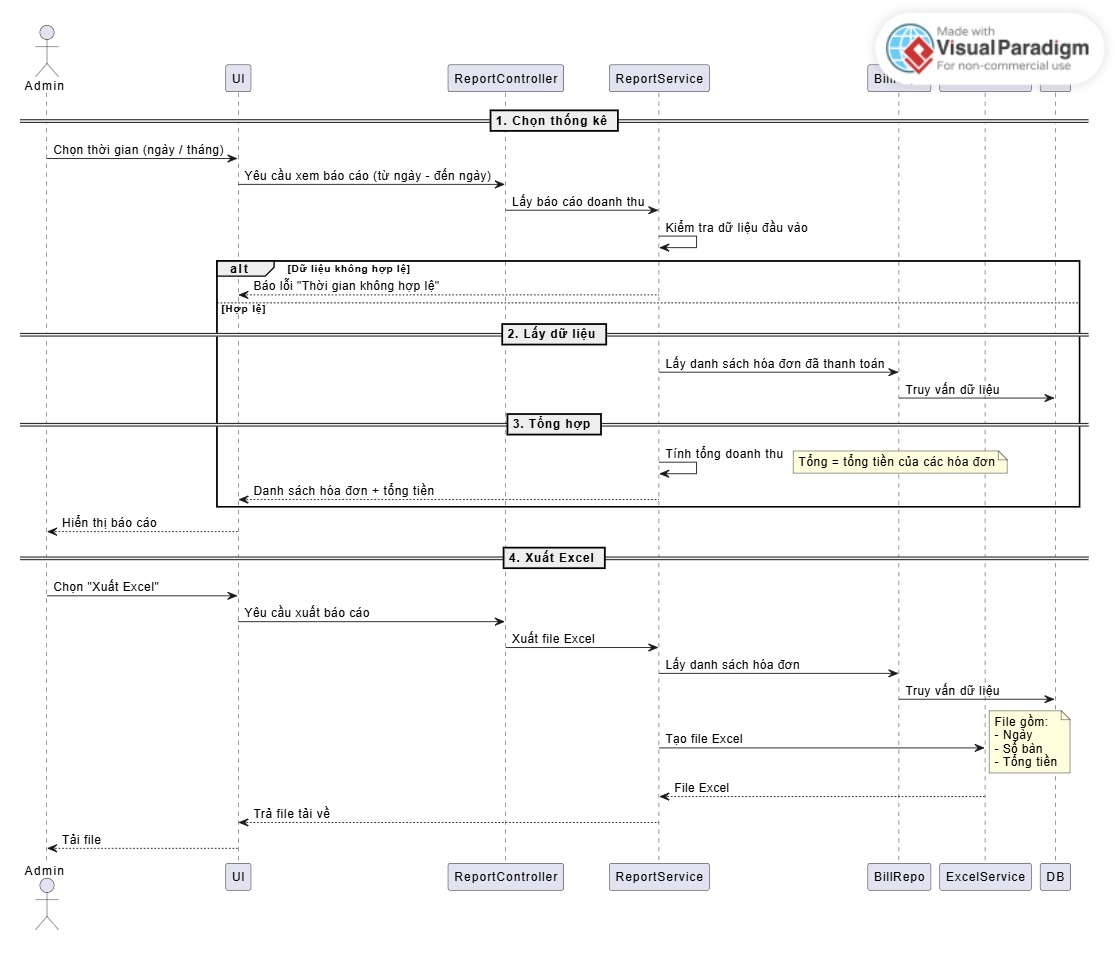 Made with
VisualParadigm
For non-commercial use
Admin
UI
ReportController
ReportService
1. Chọn thống kê
Chọn thời gian (ngày / tháng)
Yêu cầu xem báo cáo (từ ngày - đến ngày)
Lấy báo cáo doanh thu
Kiểm tra dữ liệu đầu vào
alt
[Dữ liệu không hợp lệ]
Báo lỗi "Thời gian không hợp lệ"
[Hợp lệ]
2. Lấy dữ liệu
Lấy danh sách hóa đơn đã thanh toán
Truy vấn dữ liệu
3. Tổng hợp
Tính tổng doanh thu
Tổng = tổng tiền của các hóa đơn
Danh sách hóa đơn + tổng tiền
Hiển thị báo cáo
4. Xuất Excel
Chọn "Xuất Excel"
Yêu cầu xuất báo cáo
Xuất file Excel
Lấy danh sách hóa đơn
Truy vấn dữ liệu
File gồm:
- Ngày
- Số bàn
- Tổng tiền
Tạo file Excel
File Excel
Trả file tải về
Tải file
Admin
UI
ReportController
ReportService
BillRepo
ExcelService
DB